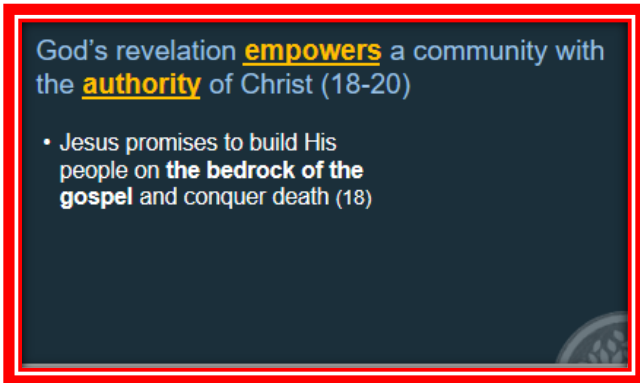 God's revelation empowers a community with
the authority of Christ (18-20)
• Jesus promises to build His
people on the bedrock of the
gospel and conquer death (18)